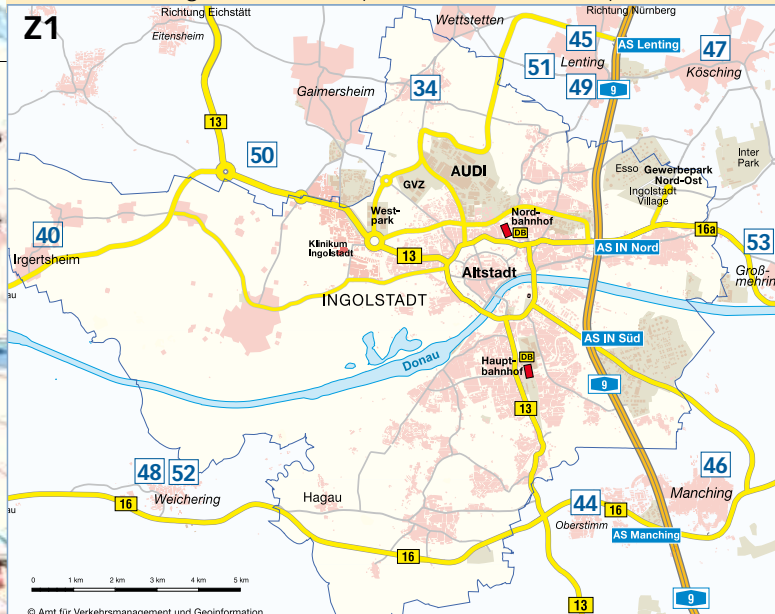 Z1
Richtung Eichstätt
Eitensheim
Wettstetten
Richtung Nürnberg
45
AS Lenting
47
Lenting
Kösching
51
49
9
Gaimersheim
34
13
50
AUDI
GVZ
Esso
Gewerbepark
Nord-Ost
Ingolstadt
Village
Inter
Park
West-
park
Nord-
bahnhof
DB
40
Irgertsheim
Klinikum
Ingolstadt
13
AS IN Nord
16a
53
Groß-
mehrin
Altstadt
INGOLSTADT
Donau
AS IN Süd
Haupt-
bahnhof
DB
9
13
48
52
Weichering
16
Hagau
16
44
16
Oberstimm
46
Manching
AS Manching
9
13
0 1 km 2 km 3 km 4 km 5 km
© Amt für Verkehrsmanagement und Geoinformation